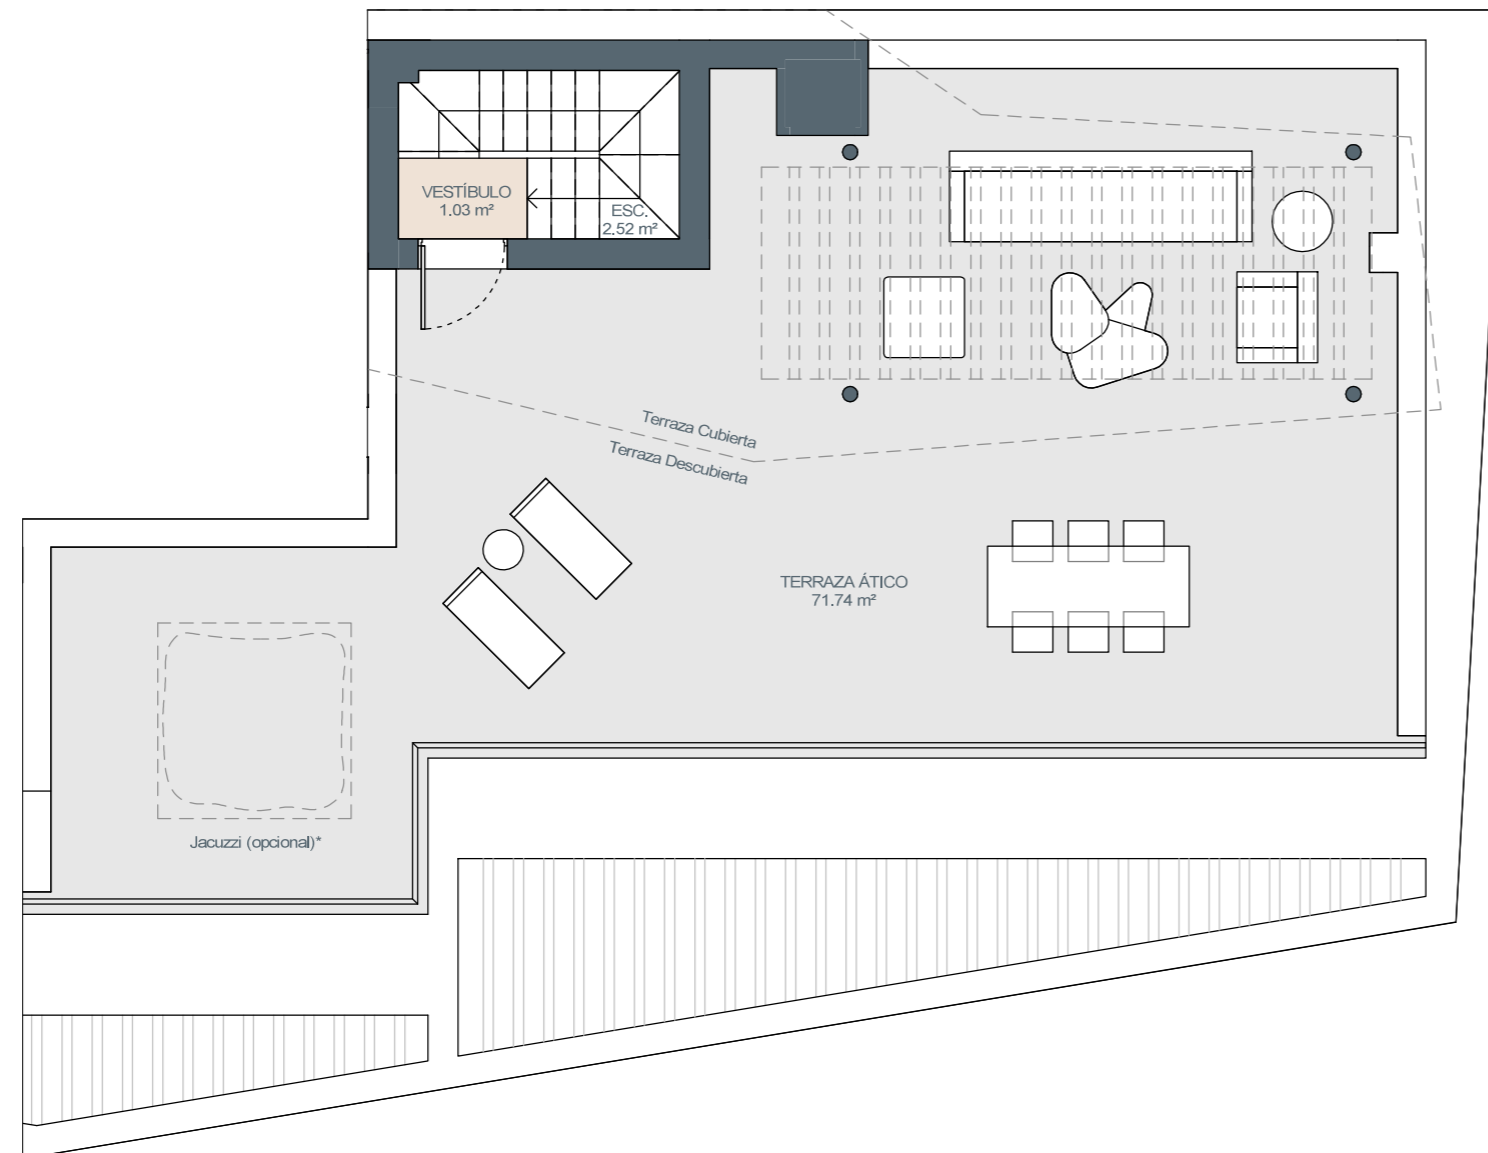 VESTÍBULO
1.03 m²
ESC.
2.52 m²
Terraza Cubierta
Terraza Descubierta
TERRAZA ÁTICO
71.74 m²
Jacuzzi (opcional)*